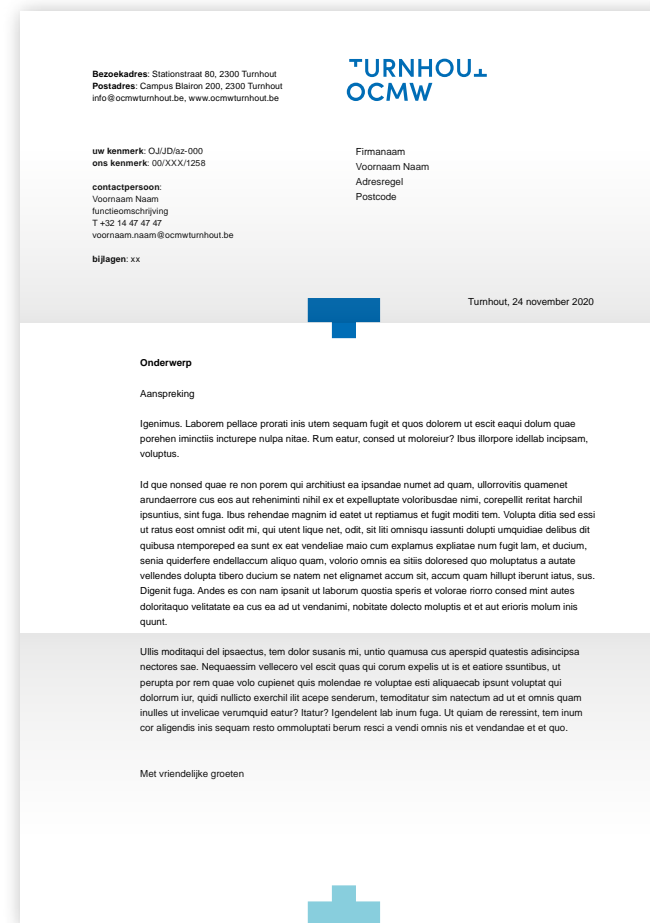 Bezoekadres: Stationstraat 80, 2300 Turnhout
Postadres: Campus Blairon 200, 2300 Turnhout
info@ocmwturnhout.be, www.ocmwturnhout.be
TURNHOUT
OCMW
uw kenmerk: OJ/JD/az-000
ons kenmerk: 00/XXX/1258
contactpersoon:
Voornaam Naam
functieomschrijving
T +32 14 47 47 47
voornaam.naam@ocmwturnhout.be
bijlagen: xx
Firmanaam
Voornaam Naam
Adresregel
Postcode
Turnhout, 24 november 2020
Onderwerp
Aanspreking
Igenimus. Laborem pellace prorati inis utem sequam fugit et quos dolorem ut escit eaqui dolum quae
porehen iminctiis incturepe nulpa nitae. Rum eatur, consed ut moloreiur? Ibus illorpore idellab incipsam,
voluptus.
Id que nonsed quae re non porem qui architiust ea ipsandae numet ad quam, ullorrovitis quamenet
arundaerrore cus eos aut reheniminti nihil ex et expelluptate voloribusdae nimi, corepellit reritat harchil
ipsuntius, sint fuga. Ibus rehendae magnim id eatet ut reptiamus et fugit moditi tem. Volupta ditia sed essi
ut ratus eost omnist odit mi, qui utent lique net, odit, sit liti omnisqu iassunti dolupti umquidiae delibus dit
quibusa ntemporeped ea sunt ex eat vendeliae maio cum explamus expliatae num fugit lam, et ducium,
senia quiderfere endellaccum aliquo quam, volorio omnis ea sitiis doloresed quo moluptatus a autate
vellendes dolupta tibero ducium se natem net elignamet accum sit, accum quam hillupt iberunt iatus, sus.
Digenit fuga. Andes es con nam ipsanit ut laborum quostia speris et volorae riorro consed mint autes
doloritaquo velitatate ea cus ea ad ut vendanimi, nobitate dolecto moluptis et et aut erioris molum inis
quunt.
Ullis moditaqui del ipsaectus, tem dolor susanis mi, untio quamusa cus aperspid quatestis adisincipsa
nectores sae. Nequaessim vellecero vel escit quas qui corum expelis ut is et eatiore ssuntibus, ut
perupta por rem quae volo cupienet quis molendae re voluptae esti aliquaecab ipsunt voluptat qui
dolorrum iur, quidi nullicto exerchil ilit acepe senderum, temoditatur sim natectum ad ut et omnis quam
inulles ut invelicae verumquid eatur? Itatur? Igendelent lab inum fuga. Ut quiam de reressint, tem inum
cor aligendis inis sequam resto ommoluptati berum resci a vendi omnis nis et vendandae et et quo.
Met vriendelijke groeten